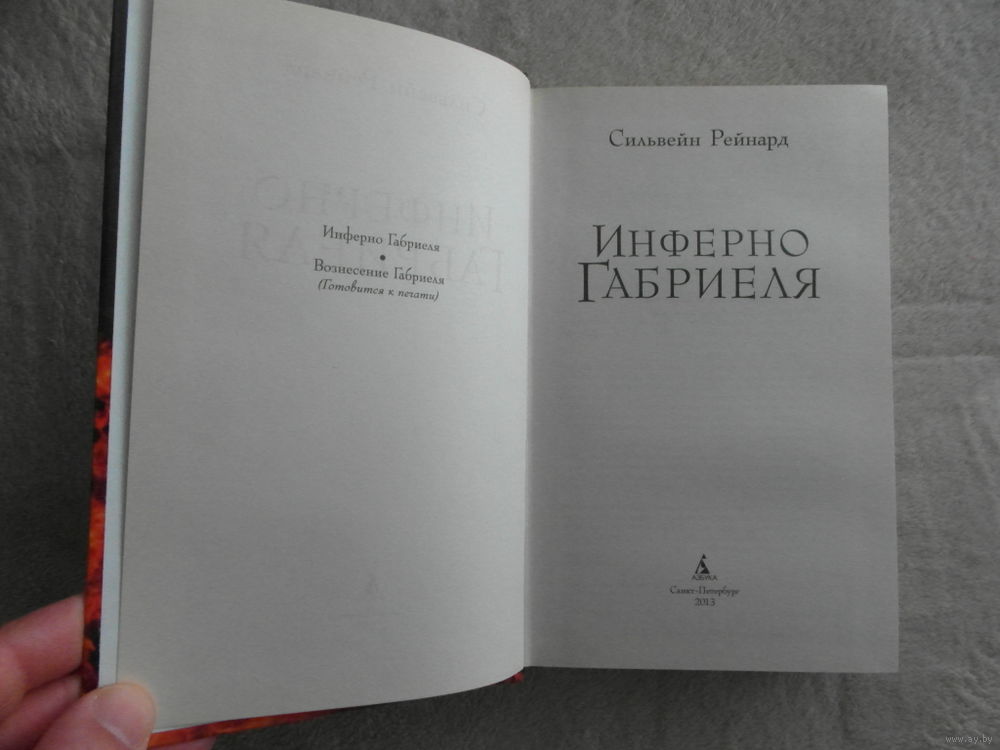 Инферно Габриеля
•
Вознесение Габриеля
(Готовится к печати)
Сильвейн Рейнард
ИНФЕРНО
ГАБРИЕЛЯ
АЗБУКА
Санкт-Петербург
2013
www.ay.by